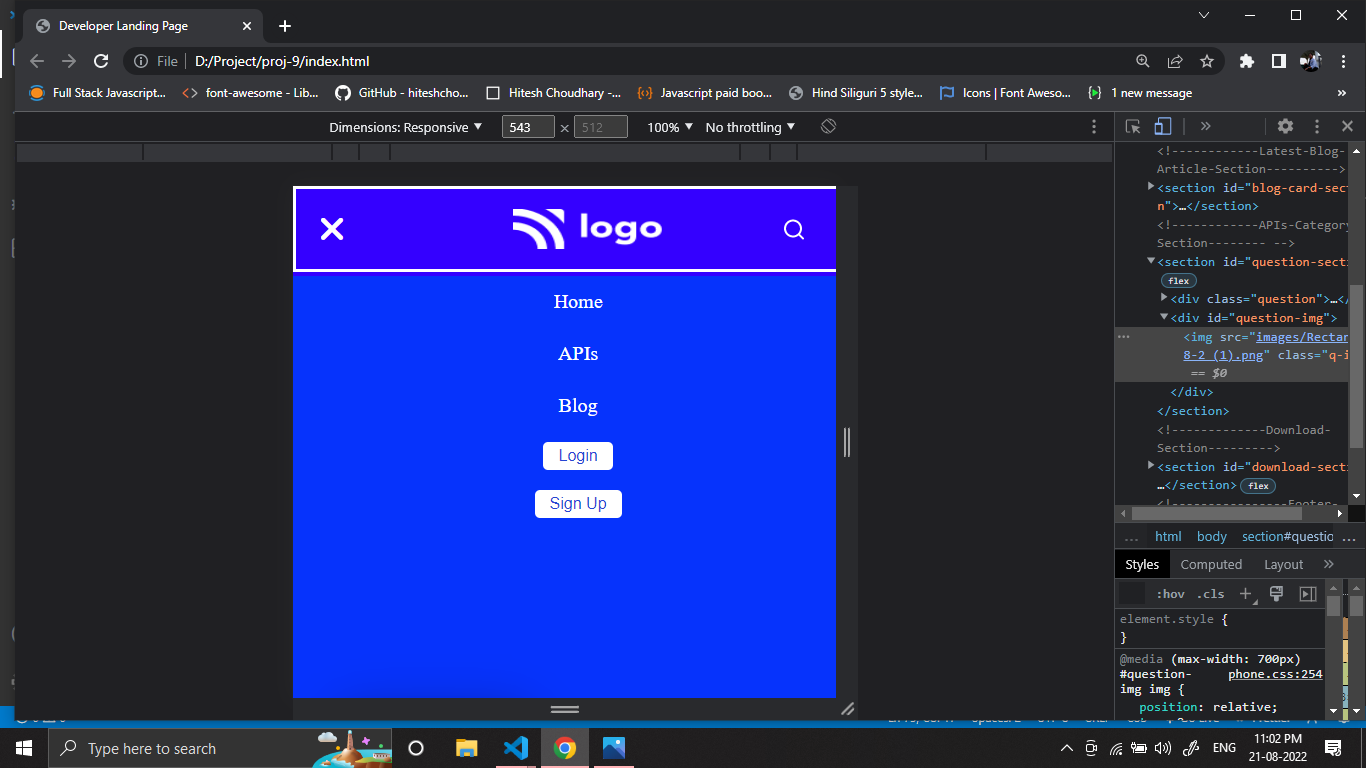 Developer Landing Page
File
D:/Project/proj-9/index.html
Full Stack Javascript...
font-awesome - Lib...
GitHub - hiteshcho...
Hitesh Choudhary -...
Javascript paid boo...
Hind Siliguri 5 style...
Icons | Font Aweso...
1 new message
»
Dimensions: Responsive
543
×
512
100%
No throttling
logo
Home
APIs
Blog
Login
Sign Up
<!------------Latest-Blog-
Article-Section---------->
<section id="blog-card-sect
n">…</section>
<!------------APIs-Category
Section-------- -->
<section id="question-secti
flex
<div class="question">…</
<div id="question-img">
<img src="images/Rectan
8-2 (1).png" class="q-i
== $0
</div>
</section>
<!-------------Download-
Section--------->
<section id="download-secti
…</section>
flex
<!---------------Footer-
...
html
body
section#questio
...
Styles
Computed
Layout
»
:hov
.cls
element.style {
}
@media (max-width: 700px)
#question-
phone.css:254
img img {
position: relative;
Type here to search
ENG
11:02 PM
21-08-2022